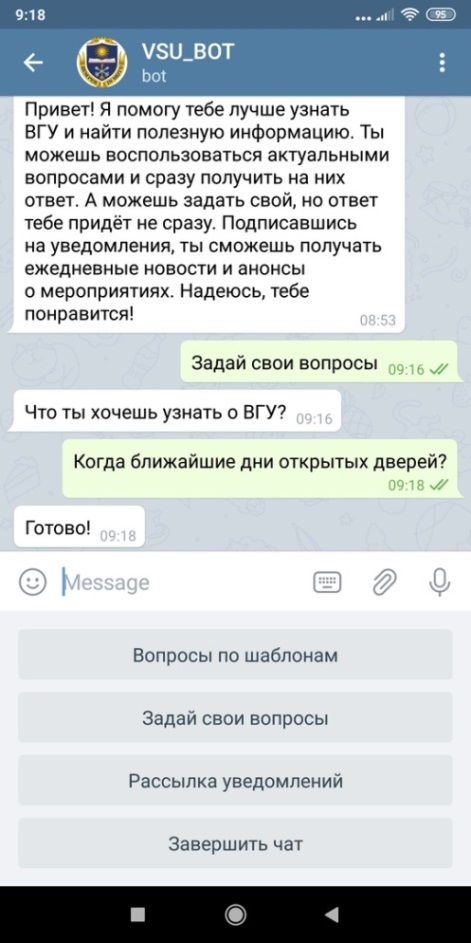 9:18
95
VSU_BOT
bot
Привет! Я помогу тебе лучше узнать
ВГУ и найти полезную информацию. Ты
можешь воспользоваться актуальными
вопросами и сразу получить на них
ответ. А можешь задать свой, но ответ
тебе придёт не сразу. Подписавшись
на уведомления, ты сможешь получать
ежедневные новости и анонсы
о мероприятиях. Надеюсь, тебе
понравится!
08:53
Задай свои вопросы 09:16
Что ты хочешь узнать о ВГУ? 09:16
Когда ближайшие дни открытых дверей?
09:18
Готово! 09:18
Message
Вопросы по шаблонам
Задай свои вопросы
Рассылка уведомлений
Завершить чат